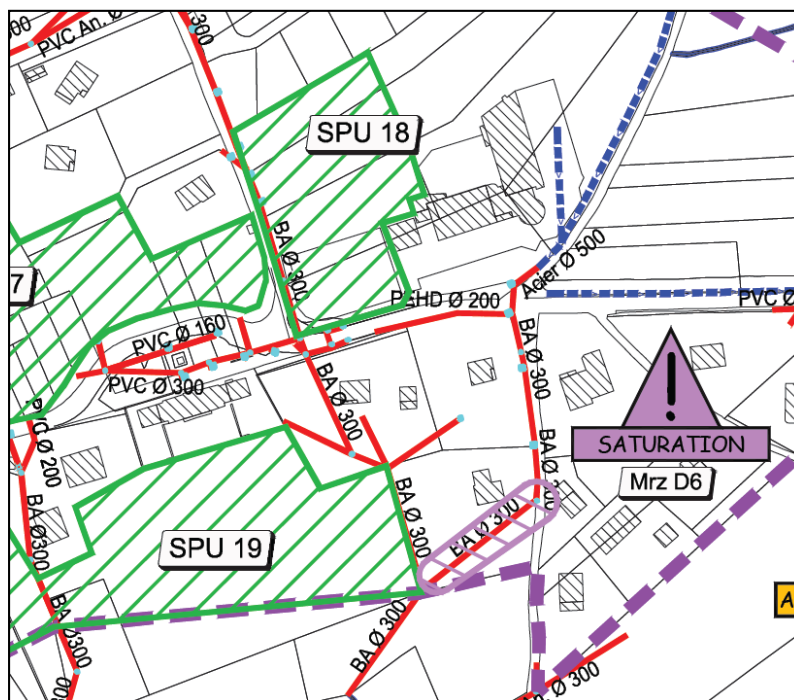 PVC An. Ø
300
SPU 18
BA Ø 300
Acier Ø 500
PEHD Ø 200
7
PVC Ø
PVC Ø 160
PVC Ø 300
BA Ø 300
BA Ø 300
!
SATURATION
Mrz D6
PVC Ø 200
BA Ø 300
BA Ø300
SPU 19
BA Ø 300
BA Ø 300
A
BA Ø 300
BA Ø300
An. Ø 300
300